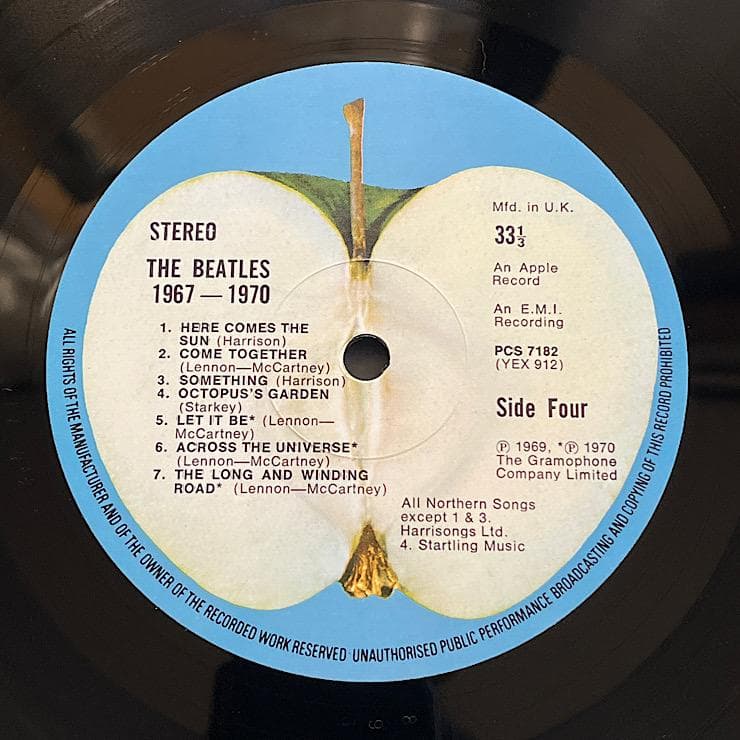 STEREO
THE BEATLES
1967 — 1970
1. HERE COMES THE
SUN (Harrison)
2. COME TOGETHER
(Lennon—McCartney)
3. SOMETHING (Harrison)
4. OCTOPUS'S GARDEN
(Starkey)
5. LET IT BE* (Lennon—
McCartney)
6. ACROSS THE UNIVERSE*
(Lennon—McCartney)
7. THE LONG AND WINDING
ROAD* (Lennon—McCartney)
Mfd. in U.K.
33⅓
An Apple
Record
An E.M.I.
Recording
PCS 7182
(YEX 912)
Side Four
Ⓟ 1969, *Ⓟ 1970
The Gramophone
Company Limited
All Northern Songs
except 1 & 3.
Harrisongs Ltd.
4. Startling Music
ALL RIGHTS OF THE MANUFACTURER AND OF THE OWNER OF THE RECORDED WORK RESERVED UNAUTHORISED PUBLIC PERFORMANCE BROADCASTING AND COPYING OF THIS RECORD PROHIBITED